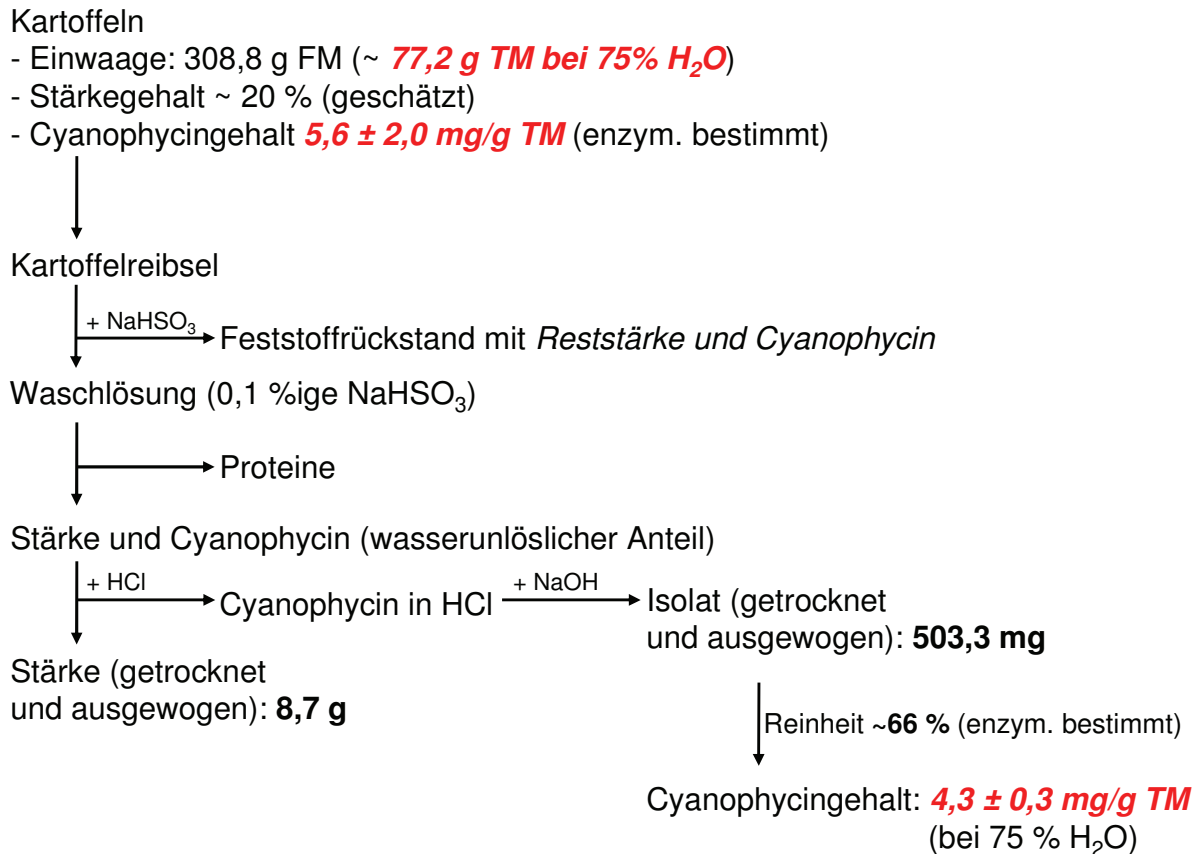 Kartoffeln
- Einwaage: 308,8 g FM (~ 77,2 g TM bei 75% H₂O)
- Stärkegehalt ~ 20 % (geschätzt)
- Cyanophycingehalt 5,6 ± 2,0 mg/g TM (enzym. bestimmt)
Kartoffelreibsel
+ NaHSO₃
Feststoffrückstand mit Reststärke und Cyanophycin
Waschlösung (0,1 %ige NaHSO₃)
Proteine
Stärke und Cyanophycin (wasserunlöslicher Anteil)
+ HCl
Cyanophycin in HCl
+ NaOH
Isolat (getrocknet
und ausgewogen): 503,3 mg
Stärke (getrocknet
und ausgewogen): 8,7 g
Reinheit ~66 % (enzym. bestimmt)
Cyanophycingehalt: 4,3 ± 0,3 mg/g TM
(bei 75 % H₂O)